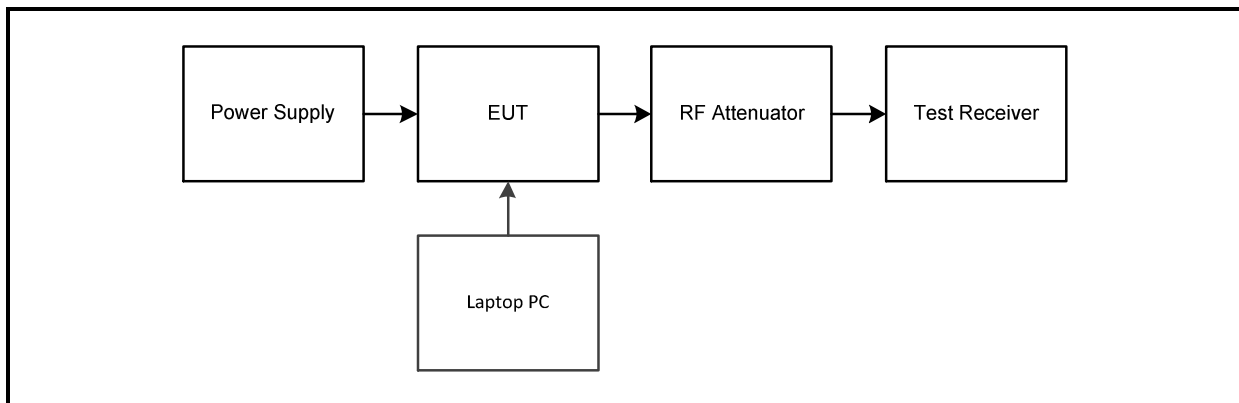 Power Supply
EUT
RF Attenuator
Test Receiver
Laptop PC